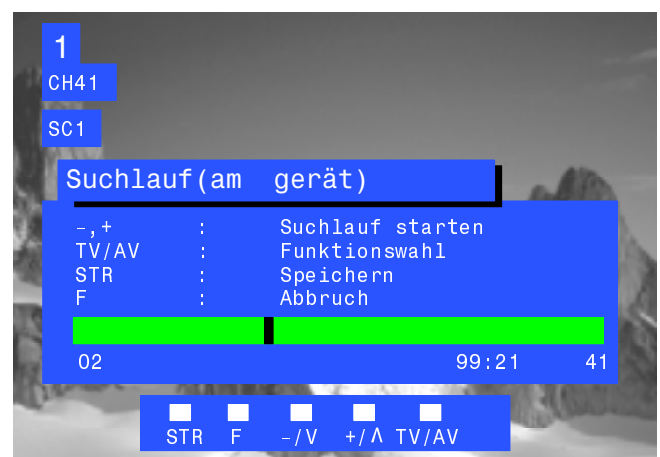 1
CH41
SC1
Suchlauf(am gerät)
–,+ : Suchlauf starten
TV/AV : Funktionswahl
STR : Speichern
F : Abbruch
02 99:21 41
STR F –/V +/Λ TV/AV